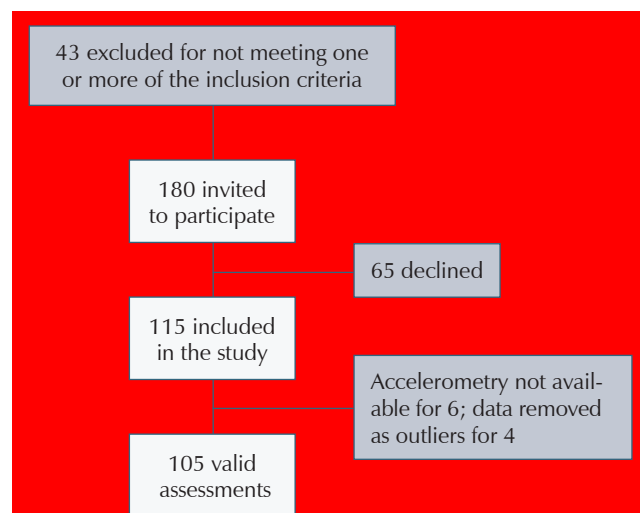 43 excluded for not meeting one
or more of the inclusion criteria
180 invited
to participate
65 declined
115 included
in the study
Accelerometry not avail-
able for 6; data removed
as outliers for 4
105 valid
assessments